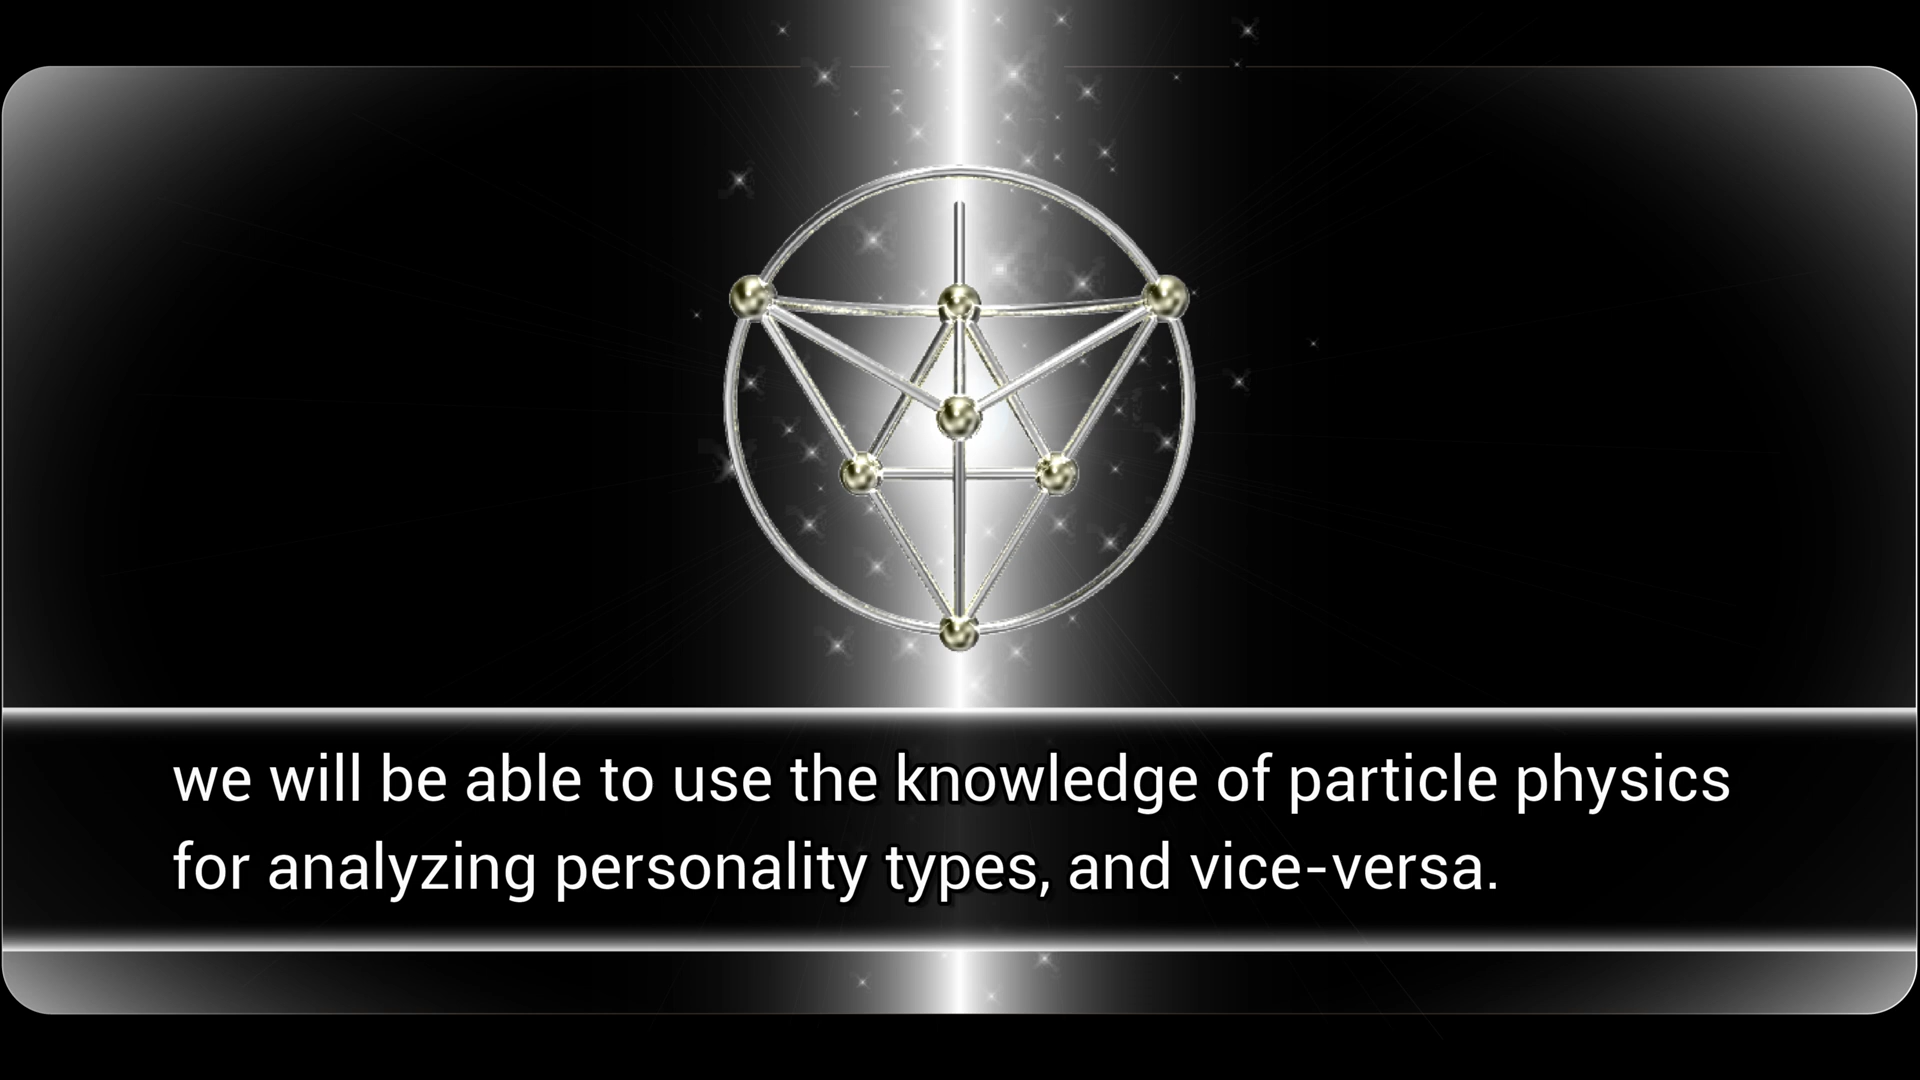 we will be able to use the knowledge of particle physics
for analyzing personality types, and vice-versa.